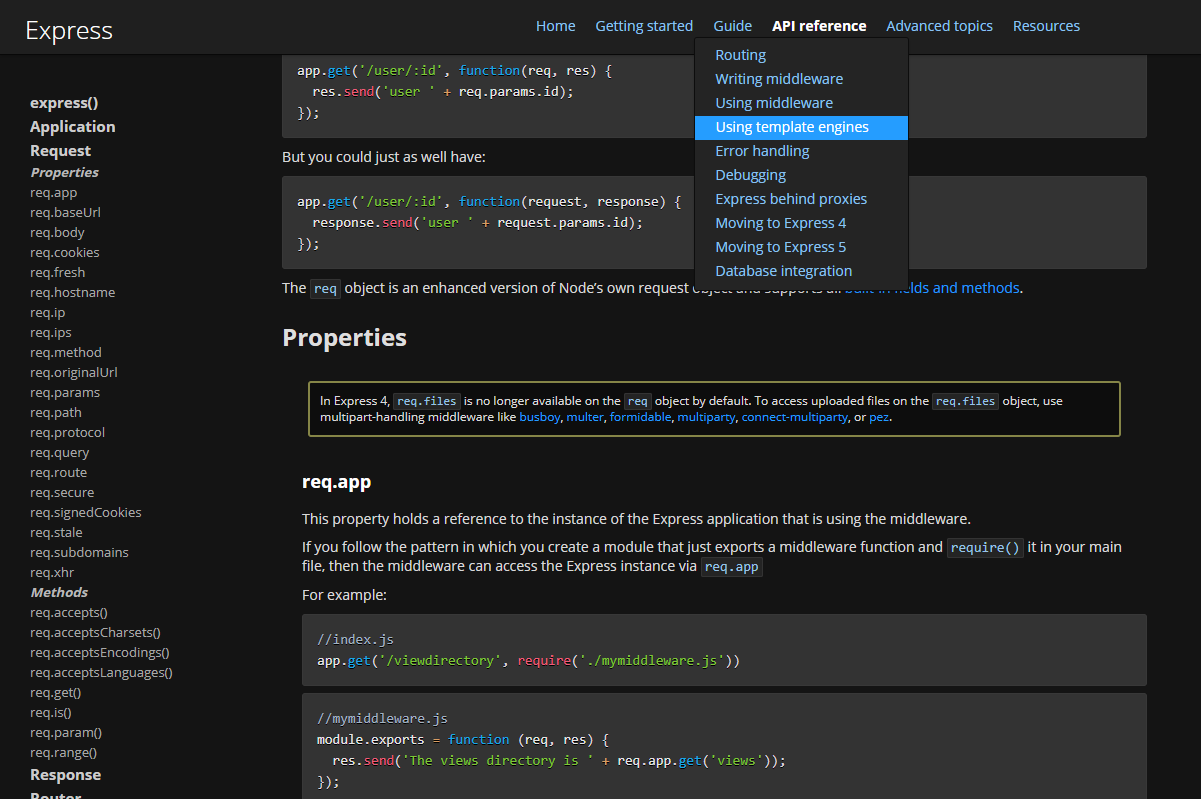 Express
Home Getting started Guide API reference Advanced topics Resources
Routing
Writing middleware
Using middleware
Using template engines
Error handling
Debugging
Express behind proxies
Moving to Express 4
Moving to Express 5
Database integration
express()
Application
Request
Properties
req.app
req.baseUrl
req.body
req.cookies
req.fresh
req.hostname
req.ip
req.ips
req.method
req.originalUrl
req.params
req.path
req.protocol
req.query
req.route
req.secure
req.signedCookies
req.stale
req.subdomains
req.xhr
Methods
req.accepts()
req.acceptsCharsets()
req.acceptsEncodings()
req.acceptsLanguages()
req.get()
req.is()
req.param()
req.range()
Response
Router
app.get('/user/:id', function(req, res) {
res.send('user ' + req.params.id);
});
But you could just as well have:
app.get('/user/:id', function(request, response) {
response.send('user ' + request.params.id);
});
The req object is an enhanced version of Node’s own request object and supports all built-in fields and methods.
Properties
In Express 4, req.files is no longer available on the req object by default. To access uploaded files on the req.files object, use
multipart-handling middleware like busboy, multer, formidable, multiparty, connect-multiparty, or pez.
req.app
This property holds a reference to the instance of the Express application that is using the middleware.
If you follow the pattern in which you create a module that just exports a middleware function and require() it in your main
file, then the middleware can access the Express instance via req.app
For example:
//index.js
app.get('/viewdirectory', require('./mymiddleware.js'))
//mymiddleware.js
module.exports = function (req, res) {
res.send('The views directory is ' + req.app.get('views'));
});